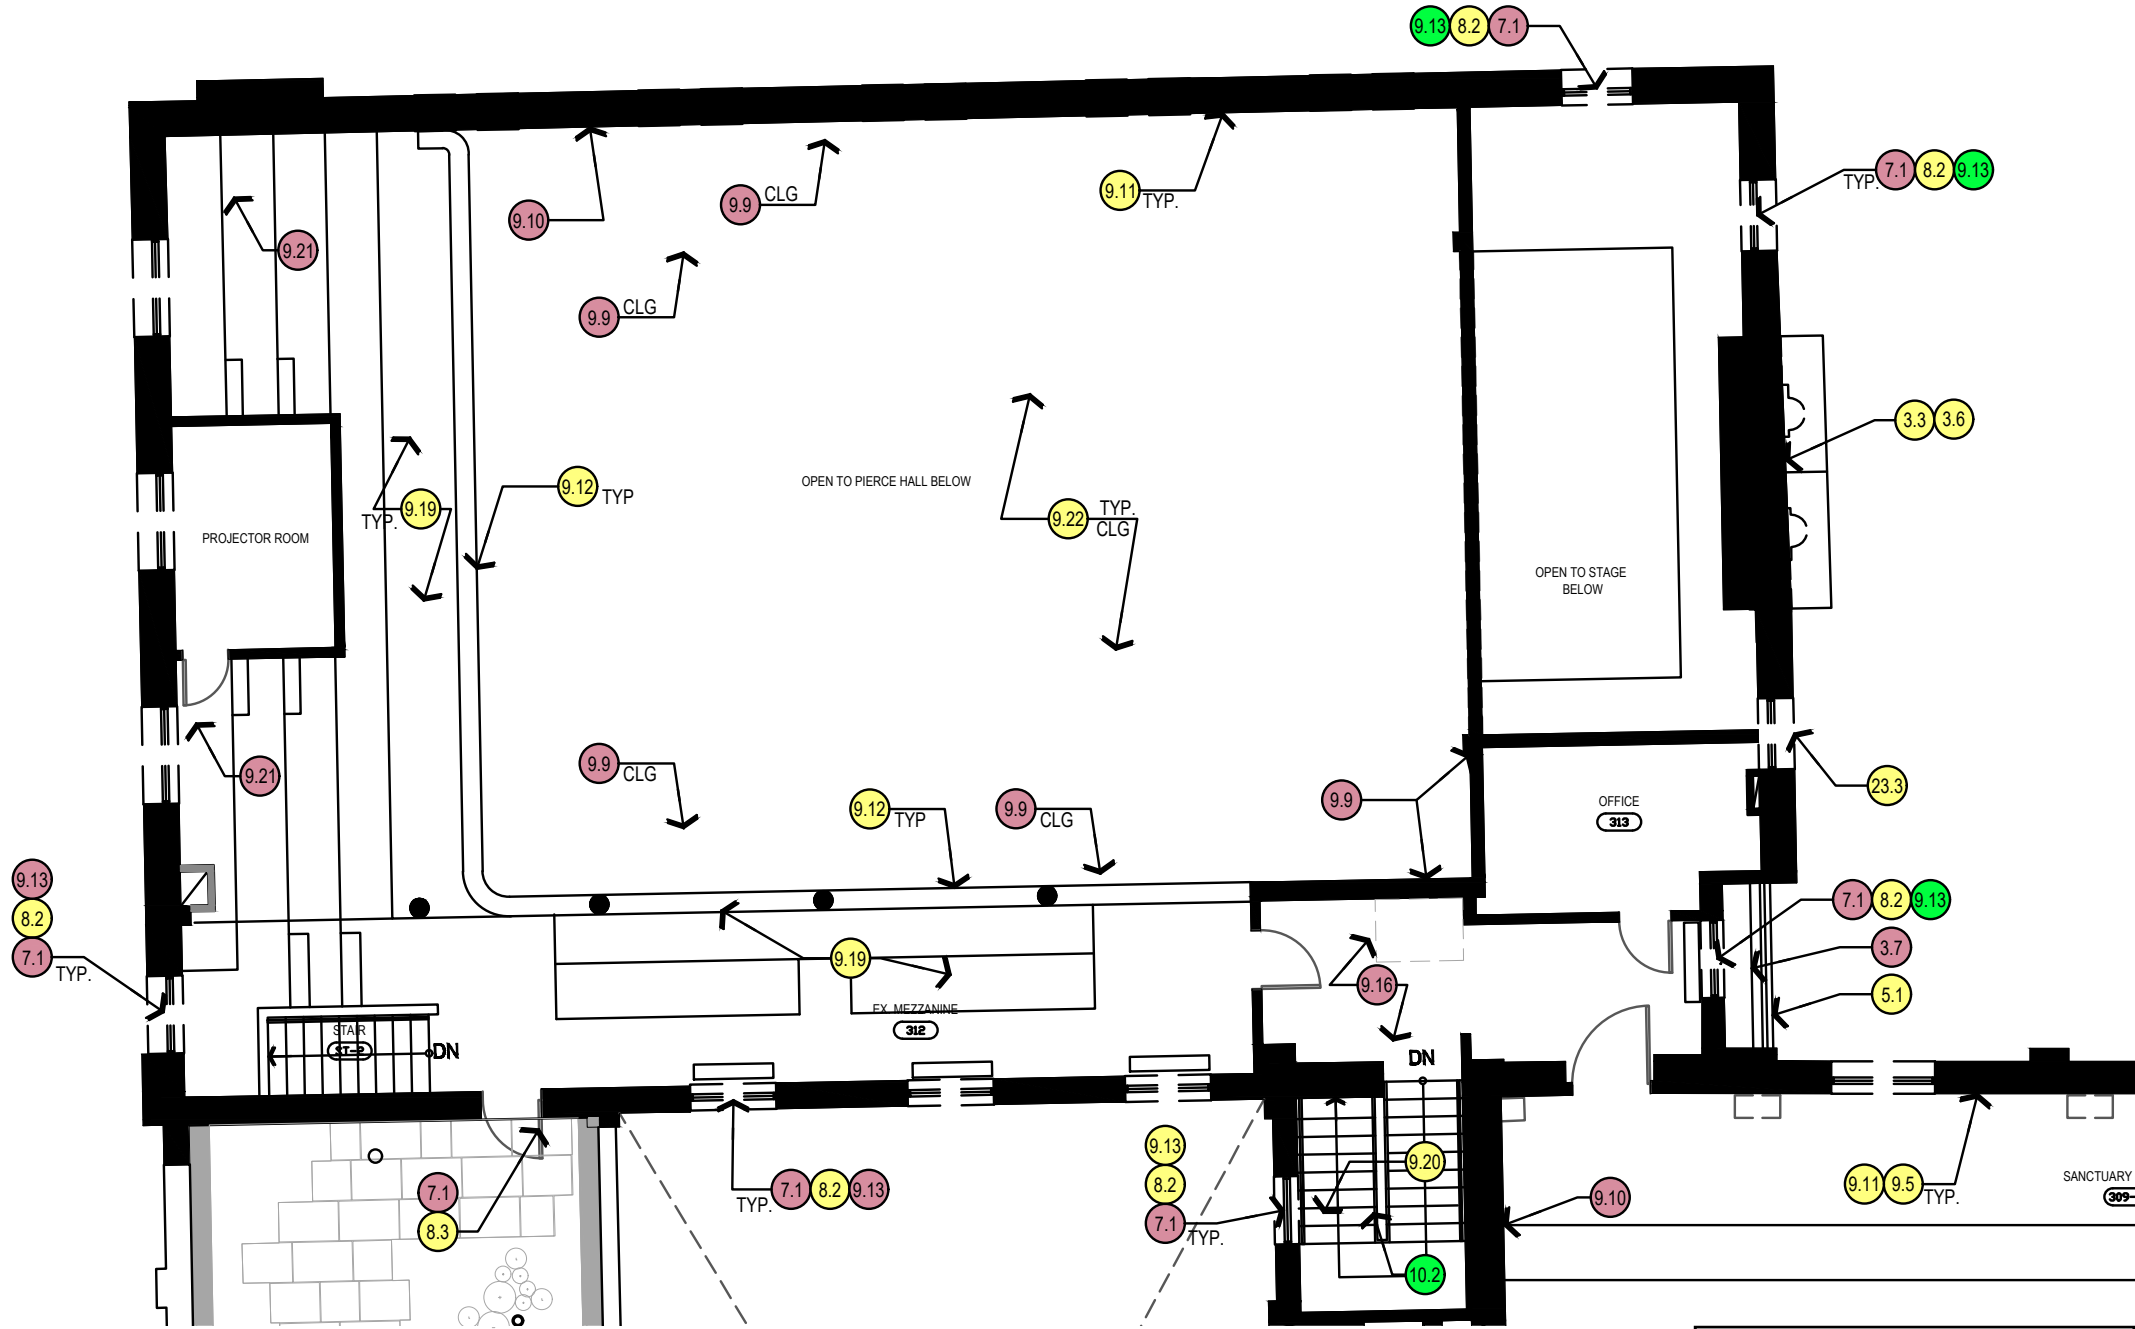 9.13 8.2 7.1
TYP. 7.1 8.2 9.13
9.10
9.9 CLG
9.11 TYP.
9.21
9.9 CLG
3.3 3.6
9.12 TYP
OPEN TO PIERCE HALL BELOW
TYP. 9.19
9.22 TYP.
CLG
PROJECTOR ROOM
OPEN TO STAGE
BELOW
9.21
9.9 CLG
9.12 TYP
9.9 CLG
9.9
OFFICE
313
23.3
9.13
8.2
7.1 TYP.
7.1 8.2 9.13
3.7
5.1
9.19
9.16
EX. MEZZANINE
312
STAIR
ST-2
DN
DN
7.1
8.3
TYP. 7.1 8.2 9.13
9.13
8.2
7.1 TYP.
9.20
10.2
9.10
9.11 9.5 TYP.
SANCTUARY
309-